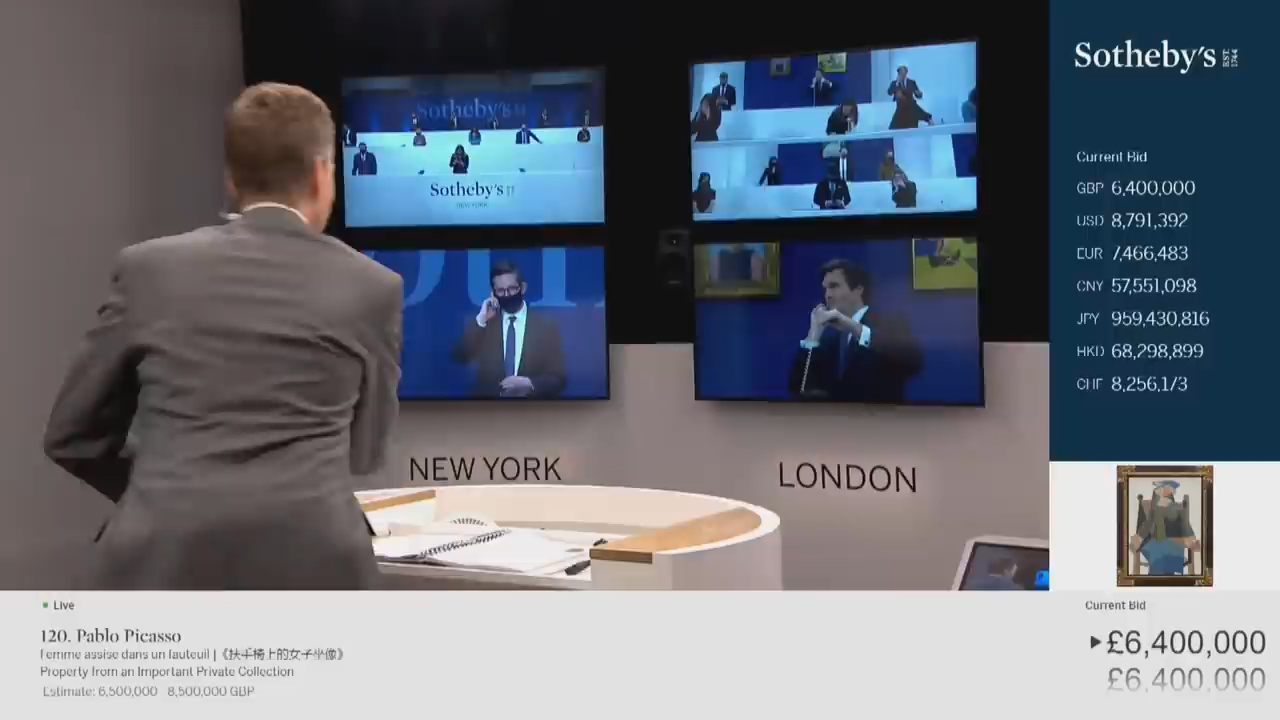 Sotheby's EST. 1744
Current Bid
GBP 6,400,000
USD 8,791,392
EUR 7,466,483
CNY 57,551,098
JPY 959,430,816
HKD 68,298,899
CHF 8,256,173
Sotheby's
Sotheby's
NEW YORK
NEW YORK
LONDON
Live
120. Pablo Picasso
Femme assise dans un fauteuil | 《扶手椅上的女子坐像》
Property from an Important Private Collection
Estimate: 6,500,000 8,500,000 GBP
Current Bid
£6,400,000
£6,400,000